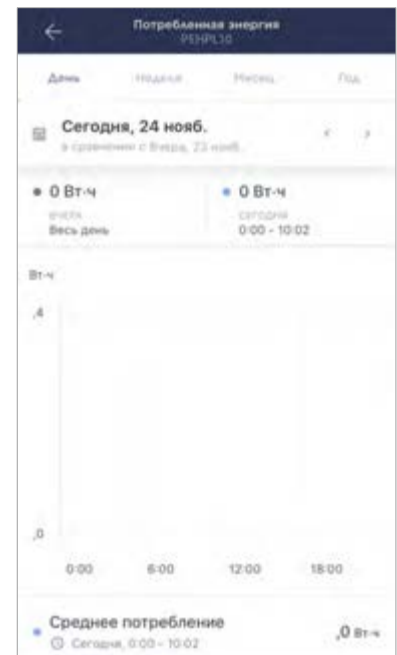 Потребленная энергия
PEHPL10
День Неделя Месяц Год
Сегодня, 24 нояб.
в сравнении с Вчера, 23 нояб.
0 Вт·ч
0 Вт·ч
ВЧЕРА
СЕГОДНЯ
Весь день
0:00 - 10:02
Вт·ч
,4
,0
0:00 6:00 12:00 18:00
Среднее потребление
,0 Вт·ч
Сегодня, 0:00 - 10:02